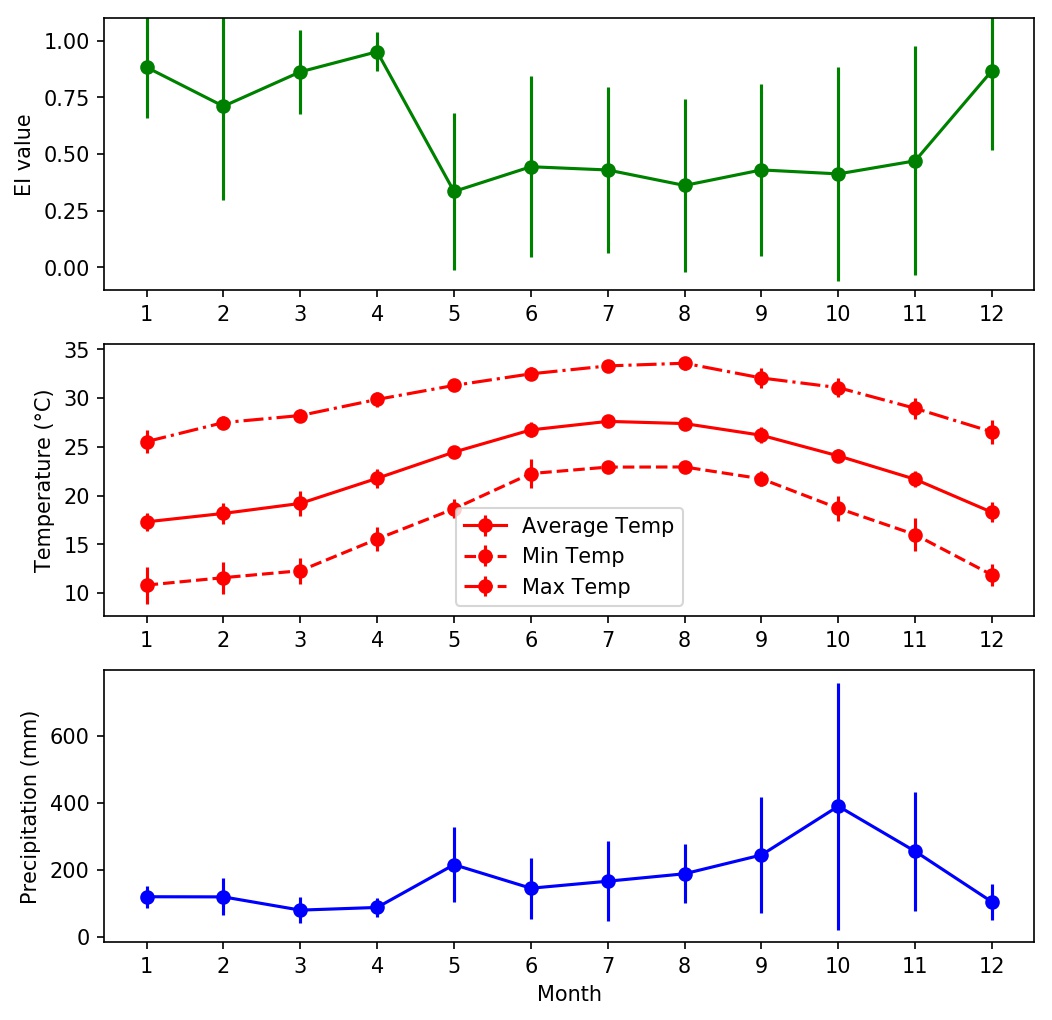 EI value
1.00
0.75
0.50
0.25
0.00
1 2 3 4 5 6 7 8 9 10 11 12
Temperature (°C)
35
30
25
20
15
10
Average Temp
Min Temp
Max Temp
1 2 3 4 5 6 7 8 9 10 11 12
Precipitation (mm)
600
400
200
0
1 2 3 4 5 6 7 8 9 10 11 12
Month